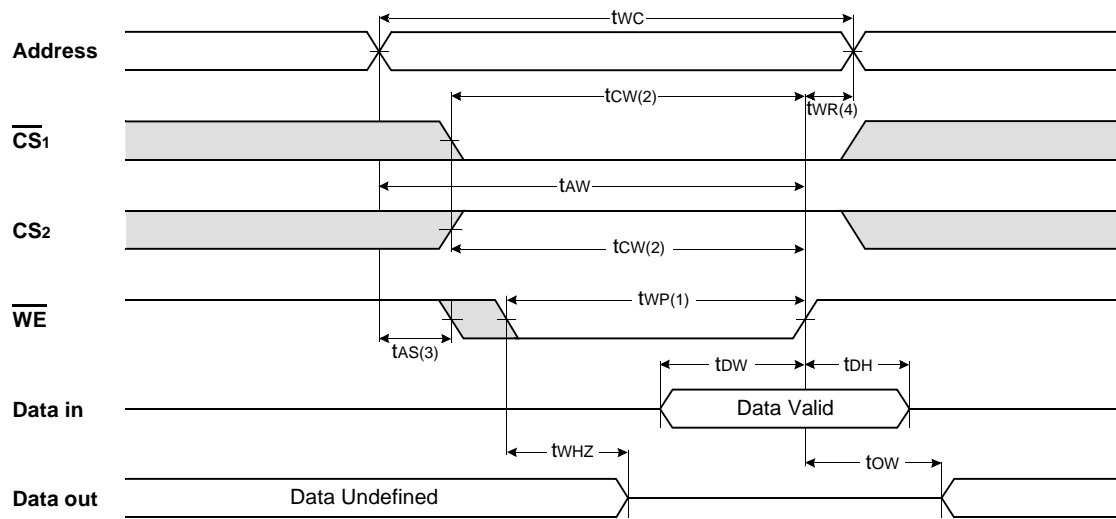 tWC
Address
tCW(2)
tWR(4)
CS1
tAW
CS2
tCW(2)
tWP(1)
WE
tAS(3)
tDW
tDH
Data in
Data Valid
tWHZ
tOW
Data out
Data Undefined